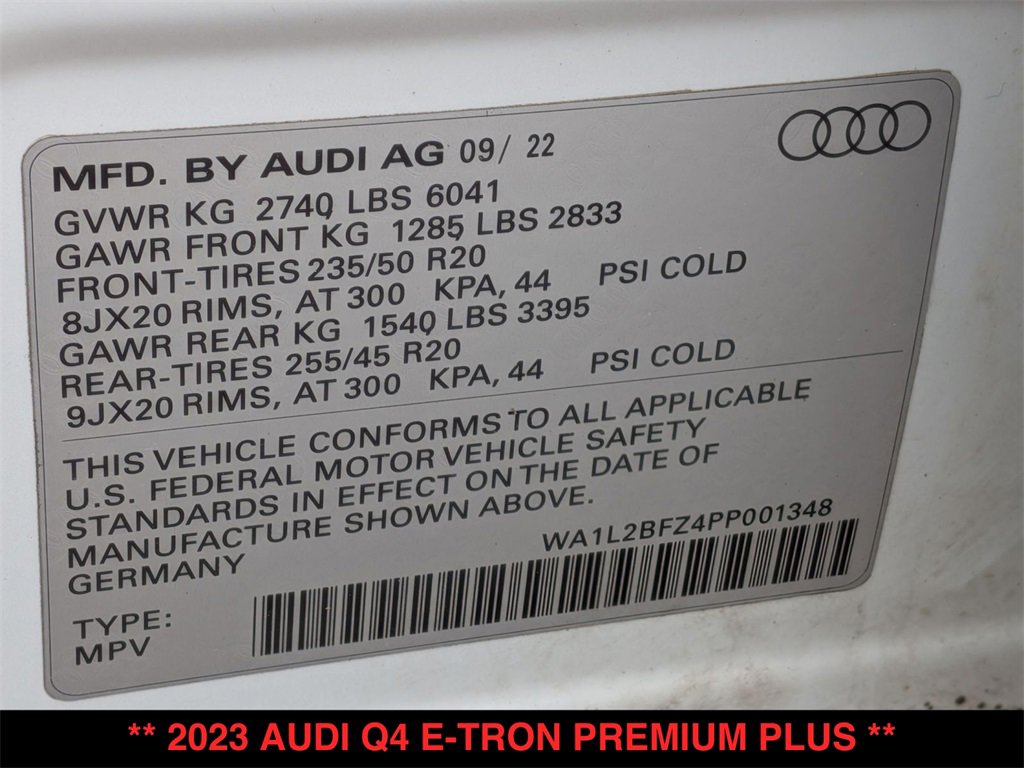 MFD. BY AUDI AG 09/ 22
GVWR KG 2740 LBS 6041
GAWR FRONT KG 1285 LBS 2833
FRONT-TIRES 235/50 R20
8JX20 RIMS, AT 300 KPA, 44 PSI COLD
GAWR REAR KG 1540 LBS 3395
REAR-TIRES 255/45 R20
9JX20 RIMS, AT 300 KPA, 44 PSI COLD
THIS VEHICLE CONFORMS TO ALL APPLICABLE
U.S. FEDERAL MOTOR VEHICLE SAFETY
STANDARDS IN EFFECT ON THE DATE OF
MANUFACTURE SHOWN ABOVE.
GERMANY
WA1L2BFZ4PP001348
TYPE:
MPV
** 2023 AUDI Q4 E-TRON PREMIUM PLUS **